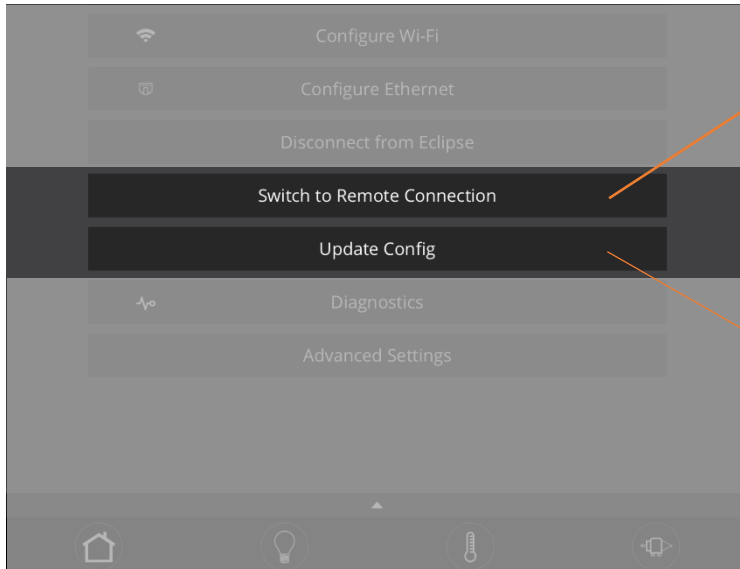 Configure Wi-Fi
Configure Ethernet
Disconnect from Eclipse
Switch to Remote Connection
Update Config
Diagnostics
Advanced Settings